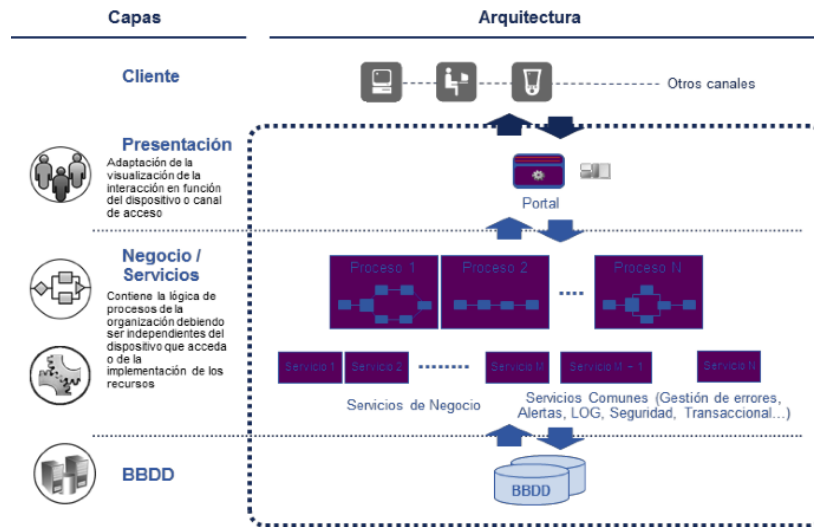 Capas
Arquitectura
Cliente
Otros canales
Presentación
Adaptación de la
visualización de la
interacción en función
del dispositivo o canal
de acceso
Portal
Negocio /
Servicios
Contiene la lógica de
procesos de la
organización debiendo
ser independientes del
dispositivo que acceda
o de la
implementación de los
recursos
Proceso 1
Proceso 2
Proceso N
Servicio 1
Servicio 2
Servicio M
Servicio M – 1
Servicio N
Servicios de Negocio
Servicios Comunes (Gestión de errores,
Alertas, LOG, Seguridad, Transaccional...)
BBDD
BBDD